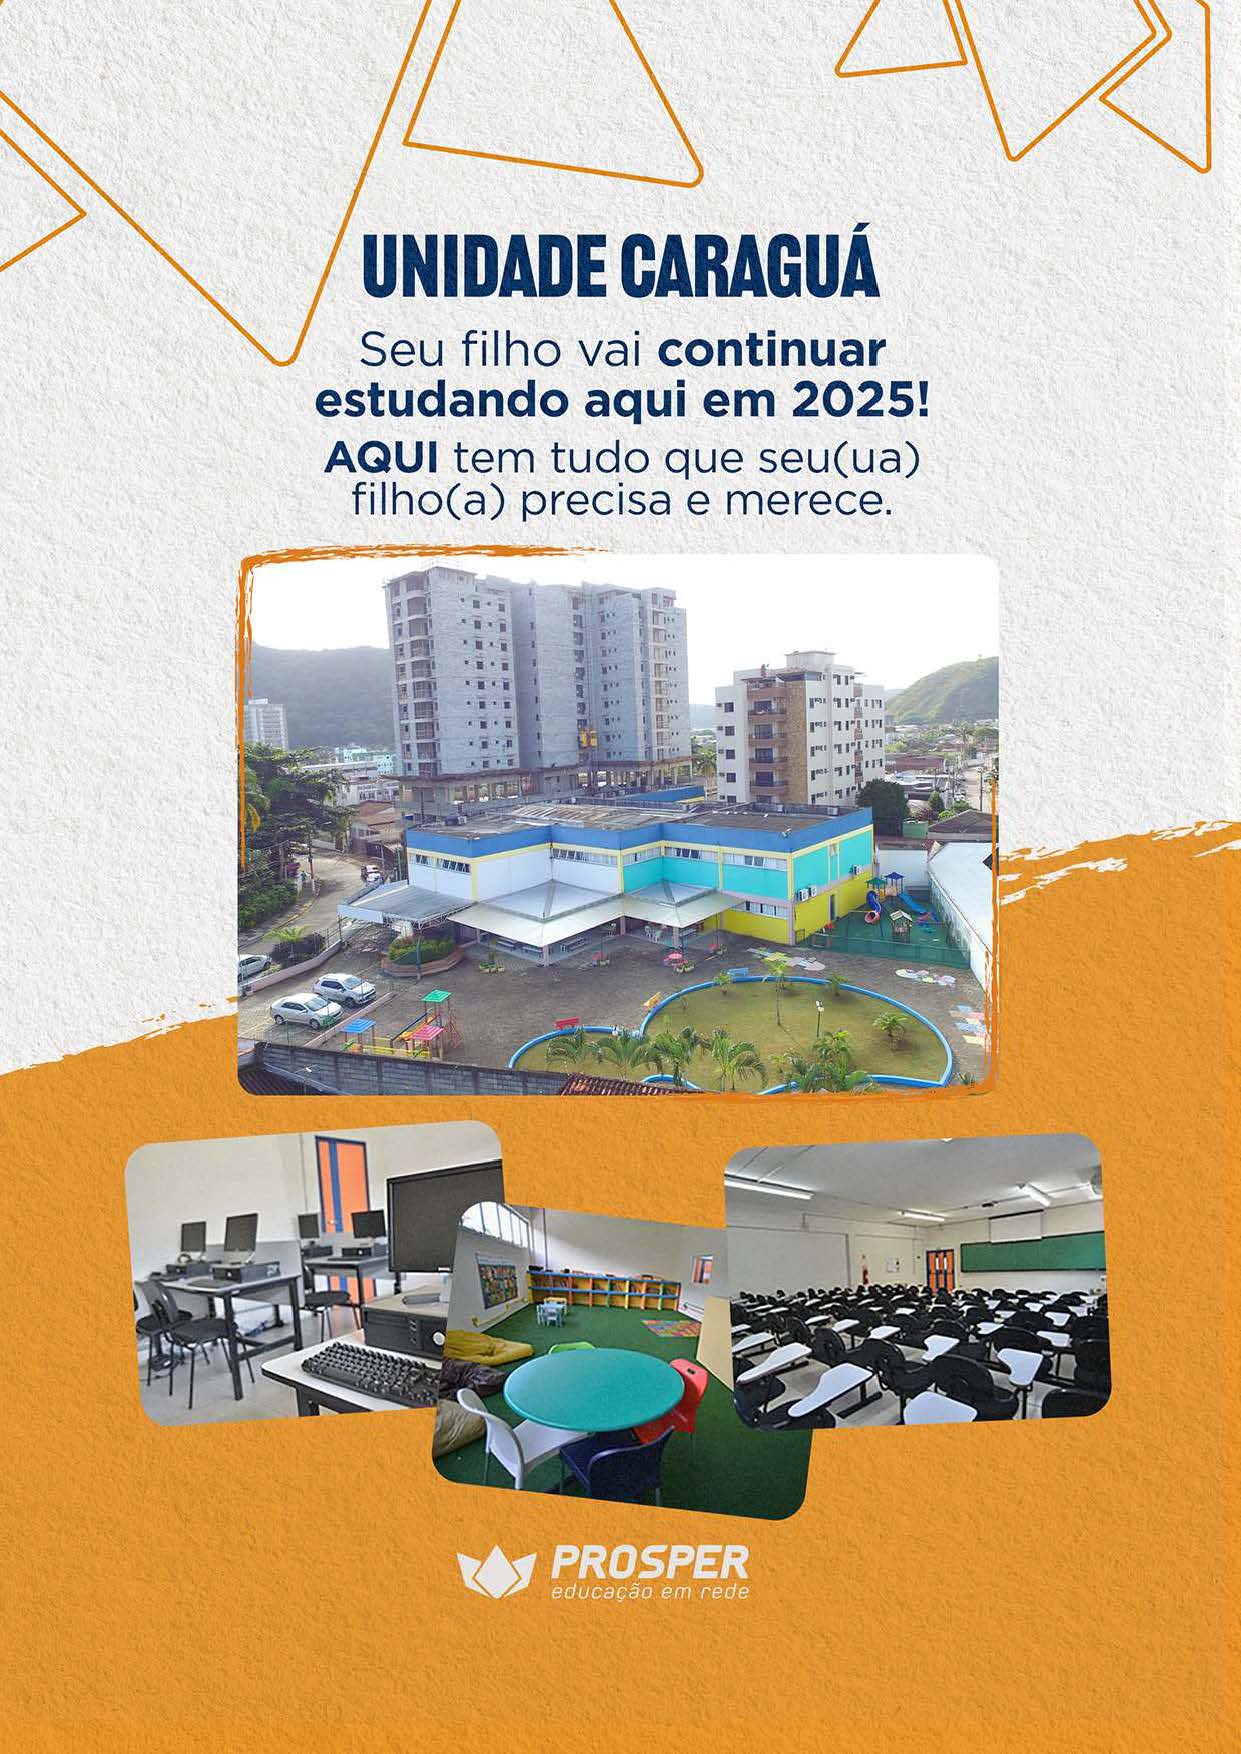 UNIDADE CARAGUÁ
Seu filho vai continuar
estudando aqui em 2025!
AQUI tem tudo que seu(ua)
filho(a) precisa e merece.
PROSPER
educação em rede